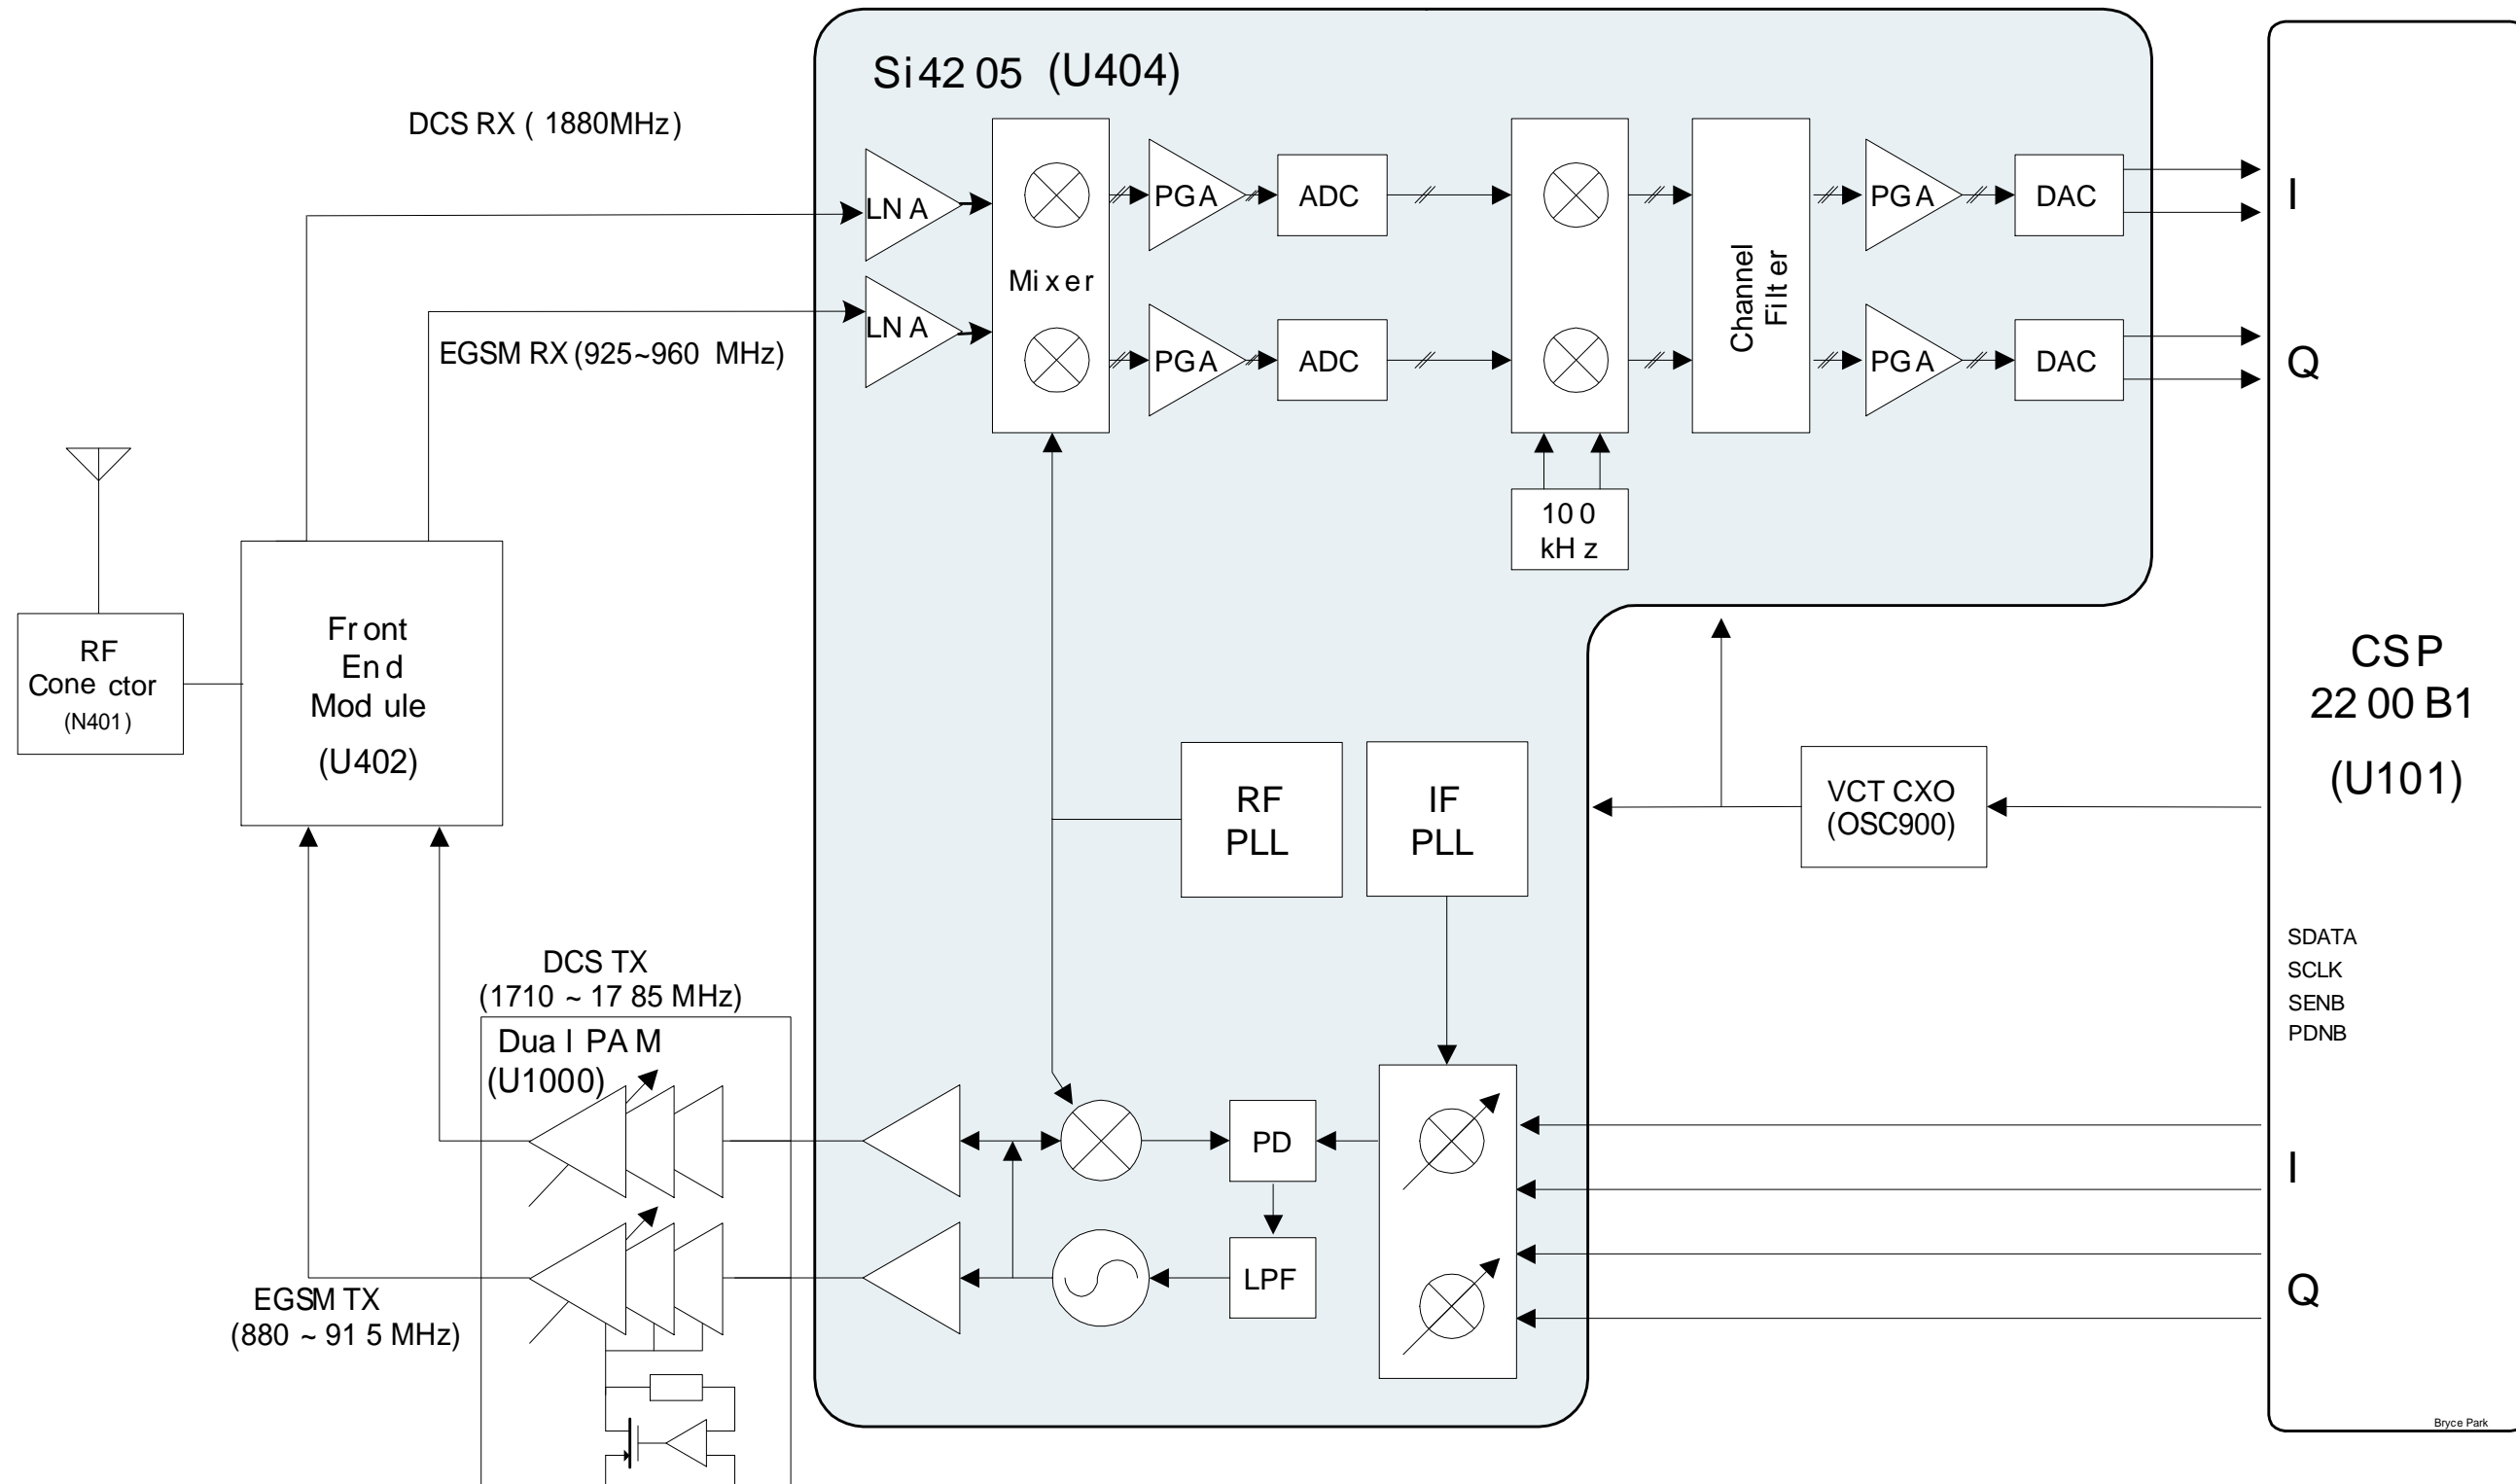 Si4205 (U404)
DCS RX ( 1880MHz)
LNA
LNA
Mixer
PGA
ADC
PGA
ADC
Channel
Filter
PGA
DAC
PGA
DAC
I
Q
EGSM RX (925~960 MHz)
100
kHz
RF
Conector
(N401)
Front
End
Module
(U402)
RF
PLL
IF
PLL
VCTCXO
(OSC900)
CSP
2200B1
(U101)
SDATA
SCLK
SENB
PDNB
DCS TX
(1710 ~ 1785 MHz)
Dual PAM
(U1000)
PD
LPF
I
Q
EGSM TX
(880 ~ 915 MHz)
Bryce Park